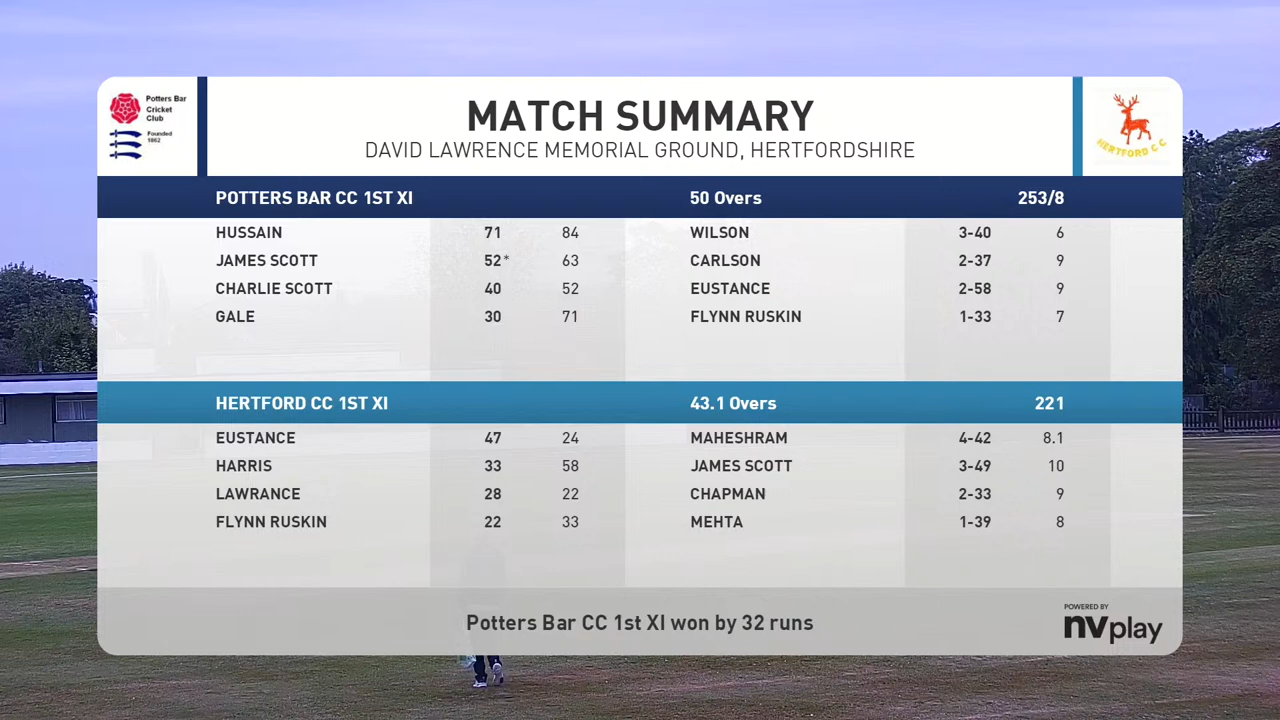 Potters Bar
Cricket
Club
Founded
1862
HERTFORD C C
MATCH SUMMARY
DAVID LAWRENCE MEMORIAL GROUND, HERTFORDSHIRE
POTTERS BAR CC 1ST XI 50 Overs 253/8
HUSSAIN 71 84 WILSON 3-40 6
JAMES SCOTT 52* 63 CARLSON 2-37 9
CHARLIE SCOTT 40 52 EUSTANCE 2-58 9
GALE 30 71 FLYNN RUSKIN 1-33 7
HERTFORD CC 1ST XI 43.1 Overs 221
EUSTANCE 47 24 MAHESHRAM 4-42 8.1
HARRIS 33 58 JAMES SCOTT 3-49 10
LAWRANCE 28 22 CHAPMAN 2-33 9
FLYNN RUSKIN 22 33 MEHTA 1-39 8
Potters Bar CC 1st XI won by 32 runs
POWERED BY
nvplay